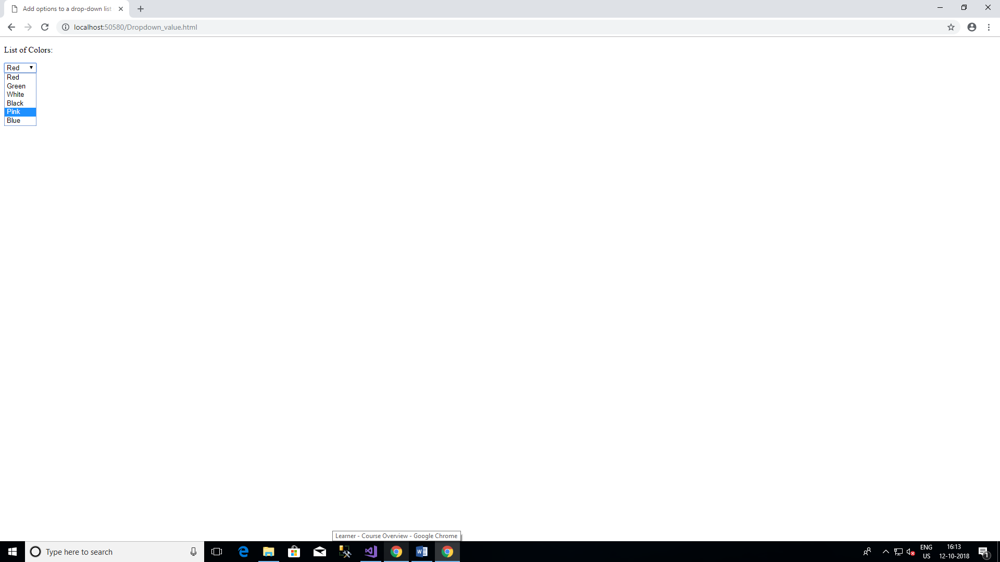 Add options to a drop-down list
localhost:50580/Dropdown_value.html
List of Colors:
Red
Red
Green
White
Black
Pink
Blue
Learner - Course Overview - Google Chrome
Type here to search
ENG
US
16:13
12-10-2018
1